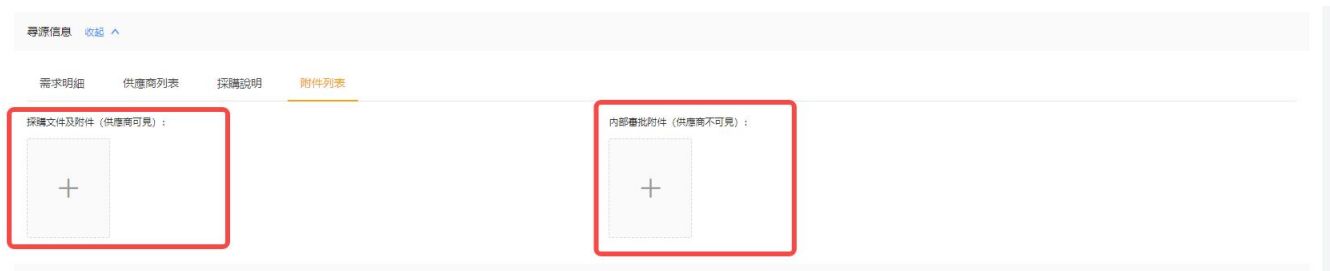 尋源信息 收起
需求明細 供應商列表 採購說明 附件列表
採購文件及附件（供應商可見）：
內部審批附件（供應商不可見）：